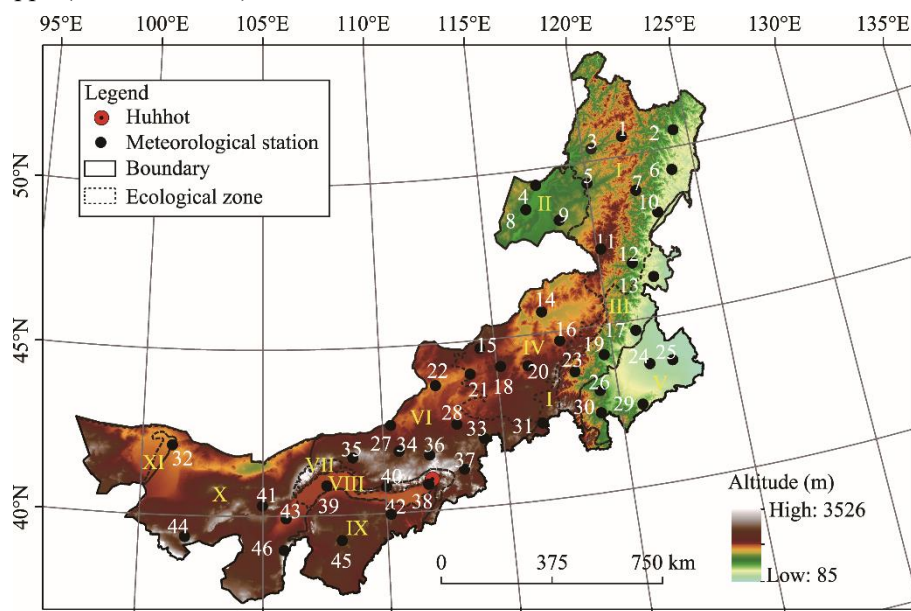 95°E 100°E 105°E 110°E 115°E 120°E 125°E 130°E 135°E
Legend
Huhhot
Meteorological station
Boundary
Ecological zone
50°N
45°N
40°N
1 2
3
I
5 6
7
4 II
8 9 10
11
12
13
14 III
15 16 17
IV 19
18 20 23 24 25
22 21 V
26
VI 28 I 29
30
31
27 33
32 35 34 36
XI VII 37
40
VIII 38
X 41 39
43 42
44 IX
46 45
Altitude (m)
High: 3526
Low: 85
0 375 750 km